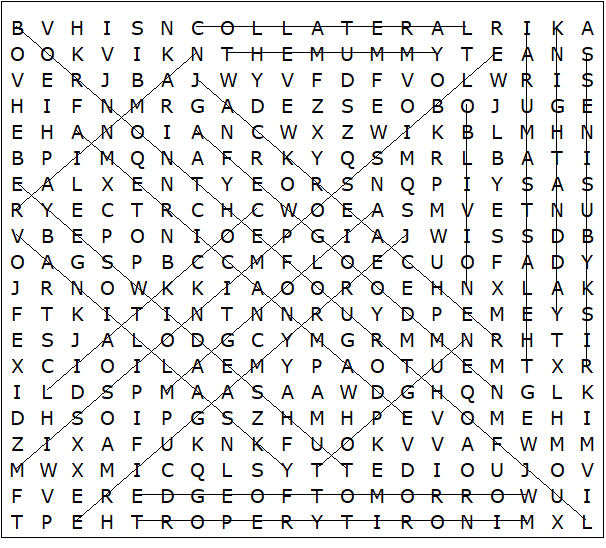 B V H I S N C O L L A T E R A L R I K A
O O K V I K N T H E M U M M Y T E A N S
V E R J B A J W Y V F D F V O L W R I S
H I F N M R G A D E Z S E O B O J U G E
E H A N O I A N C W X Z W I K B L M H N
B P I M Q N A F R K Y Q S M R L B A T I
E A L X E N T Y E O R S N Q P I Y S A S
R Y E C T R C H C W O E A S M V E T N U
V B E P O N I O E P G I A J W I S S D B
O A G S P B C C M F L O E C U O F A D Y
J R N O W K K I A O O R O E H N X L A K
F T K I T I N T N N R U Y D P E M E Y S
E S J A L O D G C Y M G R M M N R H T I
X C I O I L A E M Y P A O T U E M T X R
I L D S P M A A S A A W D G H Q N G L K
D H S O I P G S Z H M H P E V O M E H I
Z I X A F U K N K F U O K V V A F W M M
M W X M I C Q L S Y T T E D I O U J O V
F V E R E D G E O F T O M O R R O W U I
T P E H T R O P E R Y T I R O N I M X L